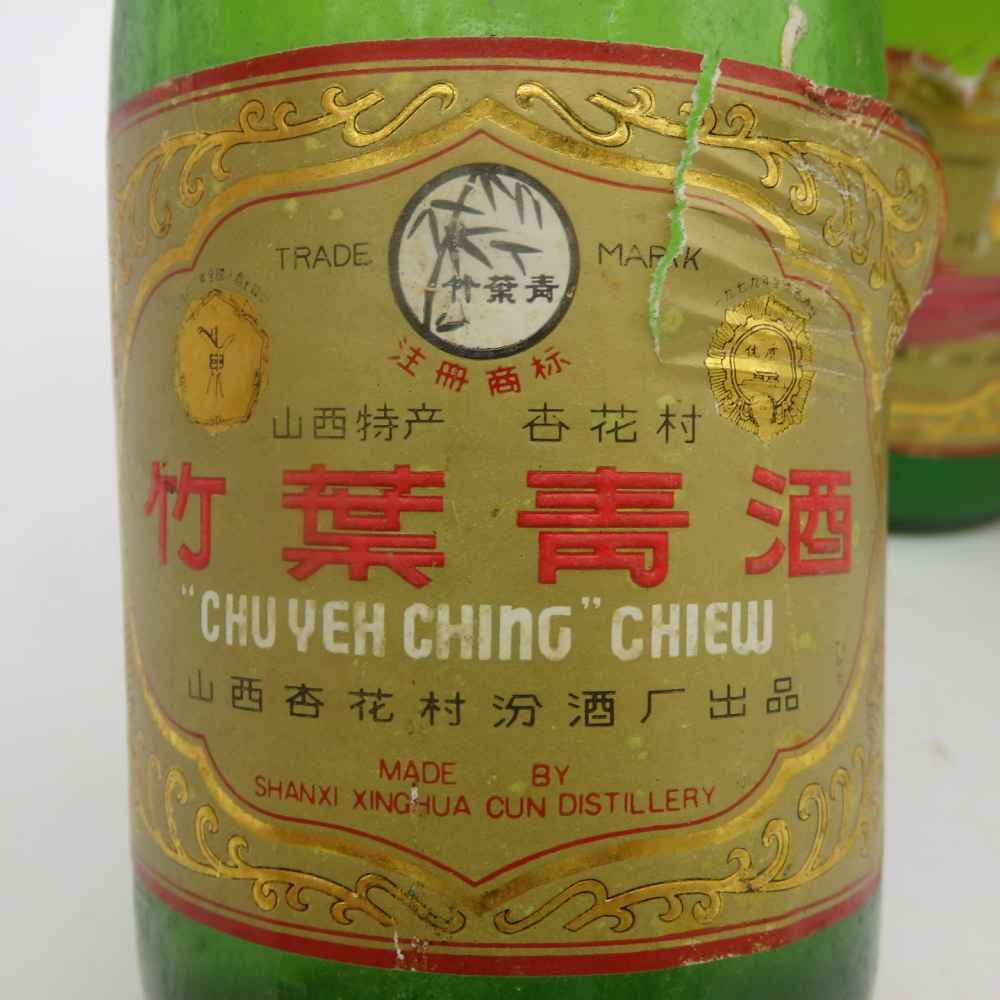 TRADE MARK
竹葉青
注册商标
山西特产 杏花村
竹葉青酒
"CHU YEH CHING" CHIEW
山西杏花村汾酒厂出品
MADE BY
SHANXI XINGHUA CUN DISTILLERY